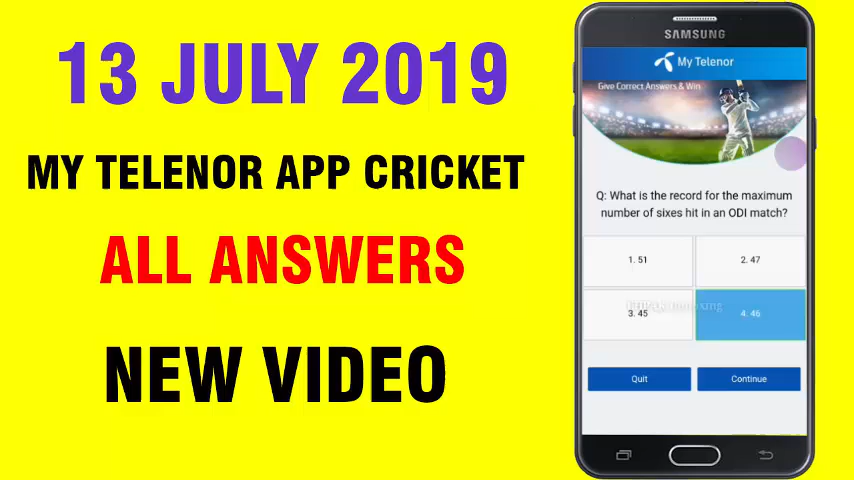 13 JULY 2019
MY TELENOR APP CRICKET
ALL ANSWERS
NEW VIDEO
SAMSUNG
My Telenor
Give Correct Answers & Win
Q: What is the record for the maximum
number of sixes hit in an ODI match?
1. 51
2. 47
3. 45
4. 46
Quit
Continue